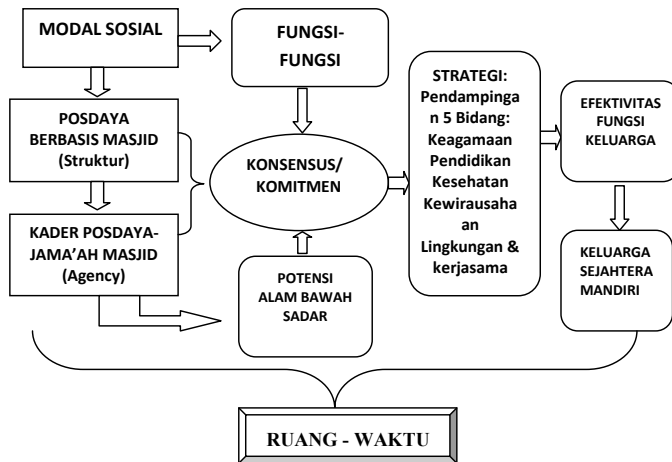 MODAL SOSIAL
FUNGSI-
FUNGSI
POSDAYA
BERBASIS MASJID
(Struktur)
KADER POSDAYA-
JAMA’AH MASJID
(Agency)
KONSENSUS/
KOMITMEN
POTENSI
ALAM BAWAH
SADAR
STRATEGI:
Pendampinga
n 5 Bidang:
Keagamaan
Pendidikan
Kesehatan
Kewirausaha
an
Lingkungan &
kerjasama
EFEKTIVITAS
FUNGSI
KELUARGA
KELUARGA
SEJAHTERA
MANDIRI
RUANG - WAKTU